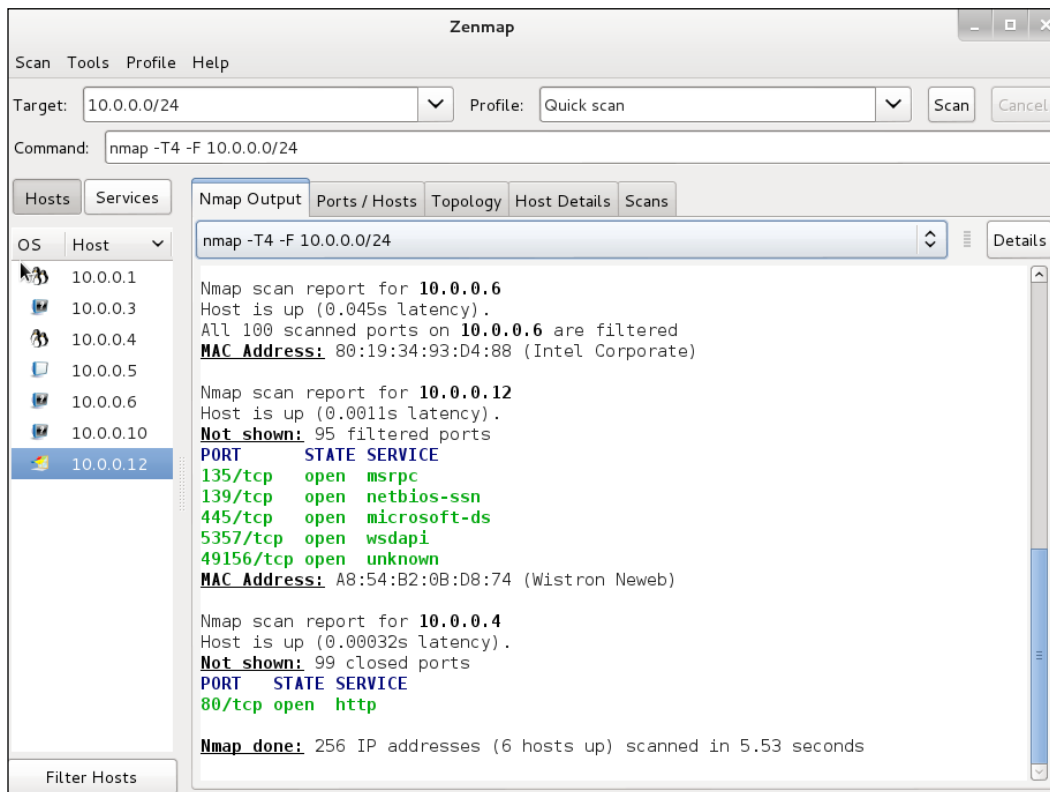 Zenmap
Scan Tools Profile Help
Target: 10.0.0.0/24 Profile: Quick scan Scan Cancel
Command: nmap -T4 -F 10.0.0.0/24
Hosts Services
Nmap Output Ports / Hosts Topology Host Details Scans
OS Host
10.0.0.1
10.0.0.3
10.0.0.4
10.0.0.5
10.0.0.6
10.0.0.10
10.0.0.12
Filter Hosts
nmap -T4 -F 10.0.0.0/24 Details
Nmap scan report for 10.0.0.6
Host is up (0.045s latency).
All 100 scanned ports on 10.0.0.6 are filtered
MAC Address: 80:19:34:93:D4:88 (Intel Corporate)
Nmap scan report for 10.0.0.12
Host is up (0.0011s latency).
Not shown: 95 filtered ports
PORT STATE SERVICE
135/tcp open msrpc
139/tcp open netbios-ssn
445/tcp open microsoft-ds
5357/tcp open wsdapi
49156/tcp open unknown
MAC Address: A8:54:B2:0B:D8:74 (Wistron Neweb)
Nmap scan report for 10.0.0.4
Host is up (0.00032s latency).
Not shown: 99 closed ports
PORT STATE SERVICE
80/tcp open http
Nmap done: 256 IP addresses (6 hosts up) scanned in 5.53 seconds